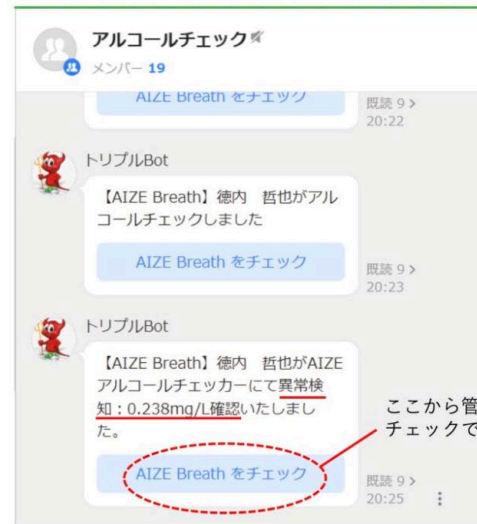 アルコールチェック
メンバー 19
AIZE Breath をチェック
既読 9 >
20:22
トリプルBot
【AIZE Breath】徳内　哲也がアル
コールチェックしました
AIZE Breath をチェック
既読 9 >
20:23
トリプルBot
【AIZE Breath】徳内　哲也がAIZE
アルコールチェッカーにて異常検
知：0.238mg/L確認いたしまし
た。
ここから管
チェックで
AIZE Breath をチェック
既読 9 >
20:25